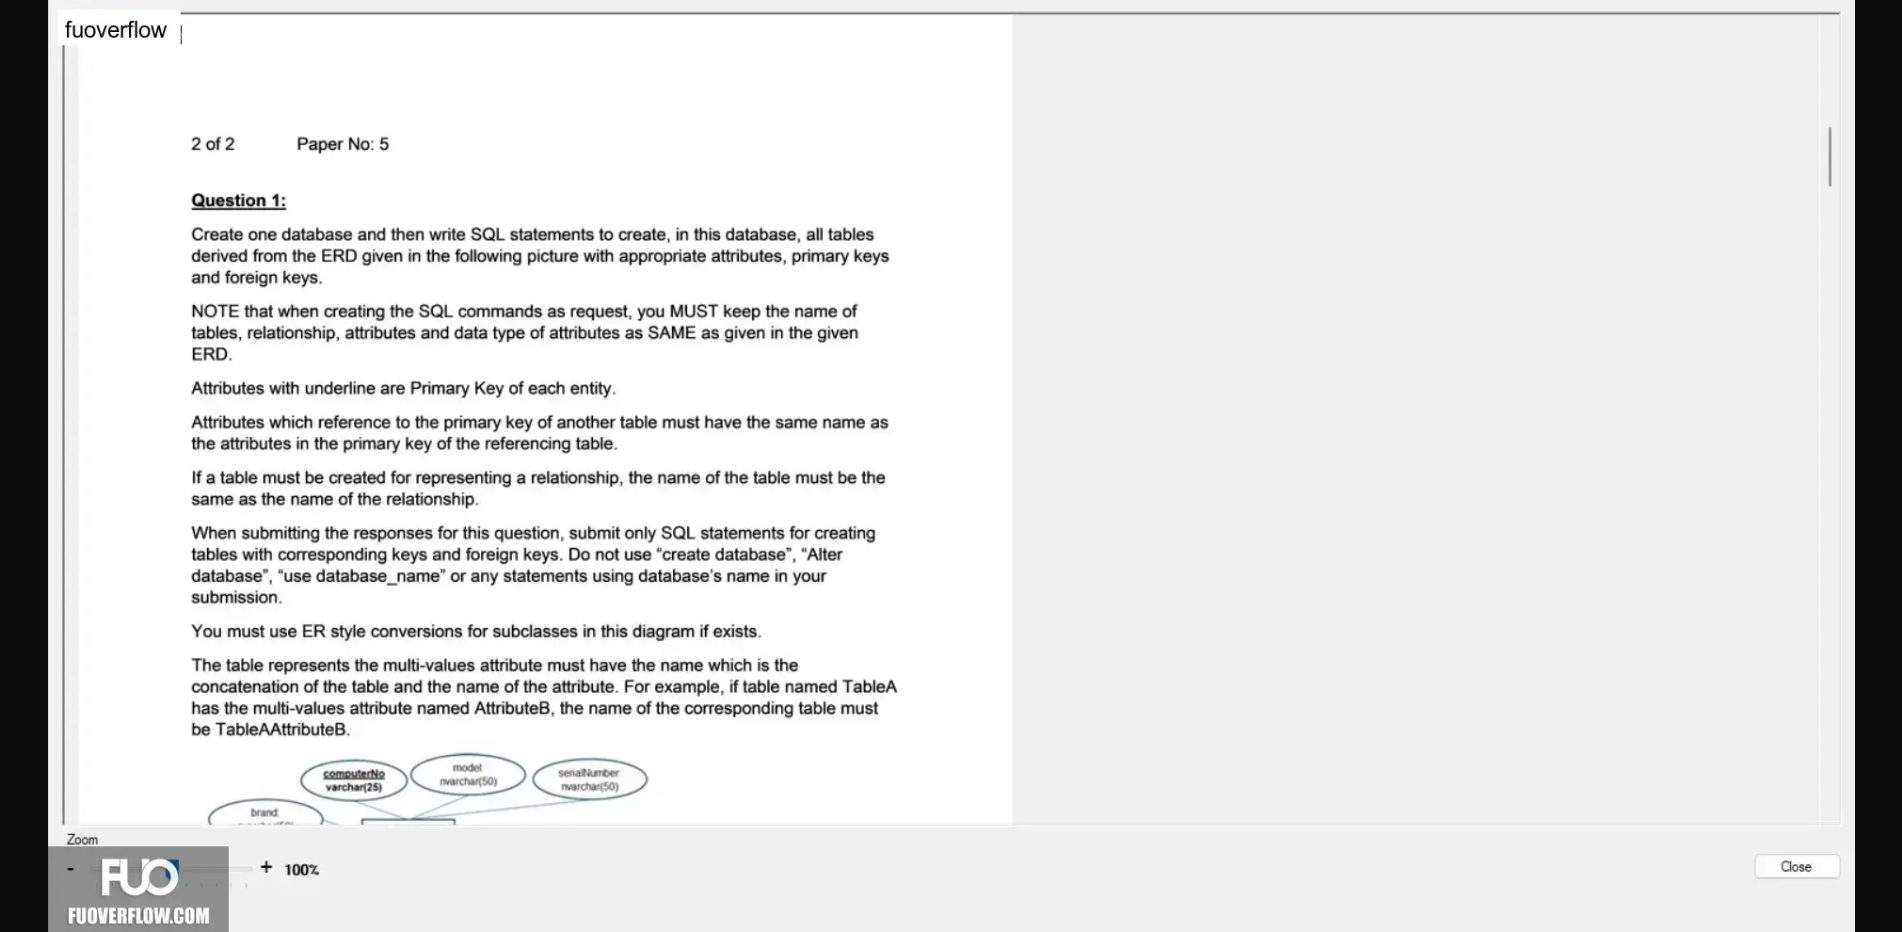 fuoverflow
2 of 2 Paper No: 5
Question 1:
Create one database and then write SQL statements to create, in this database, all tables
derived from the ERD given in the following picture with appropriate attributes, primary keys
and foreign keys.
NOTE that when creating the SQL commands as request, you MUST keep the name of
tables, relationship, attributes and data type of attributes as SAME as given in the given
ERD.
Attributes with underline are Primary Key of each entity.
Attributes which reference to the primary key of another table must have the same name as
the attributes in the primary key of the referencing table.
If a table must be created for representing a relationship, the name of the table must be the
same as the name of the relationship.
When submitting the responses for this question, submit only SQL statements for creating
tables with corresponding keys and foreign keys. Do not use “create database”, “Alter
database”, “use database_name” or any statements using database's name in your
submission.
You must use ER style conversions for subclasses in this diagram if exists.
The table represents the multi-values attribute must have the name which is the
concatenation of the table and the name of the attribute. For example, if table named TableA
has the multi-values attribute named AttributeB, the name of the corresponding table must
be TableAAttributeB.
computerNo
varchar(25)
model:
nvarchar(50)
serialNumber:
nvarchar(50)
brand:
Zoom
- + 100%
Close
FUO
FUOVERFLOW.COM